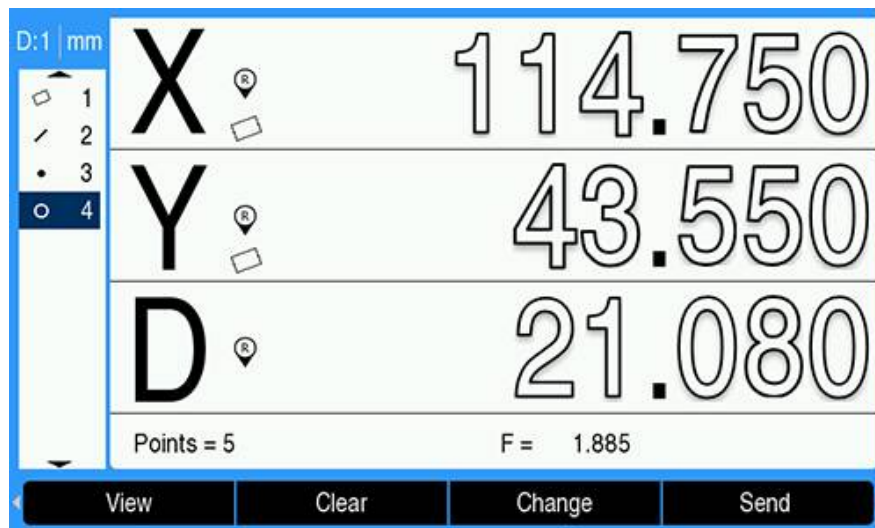 D:1 mm
1
2
3
4
X R 114.750
Y R 43.550
D R 21.080
Points = 5 F = 1.885
View Clear Change Send